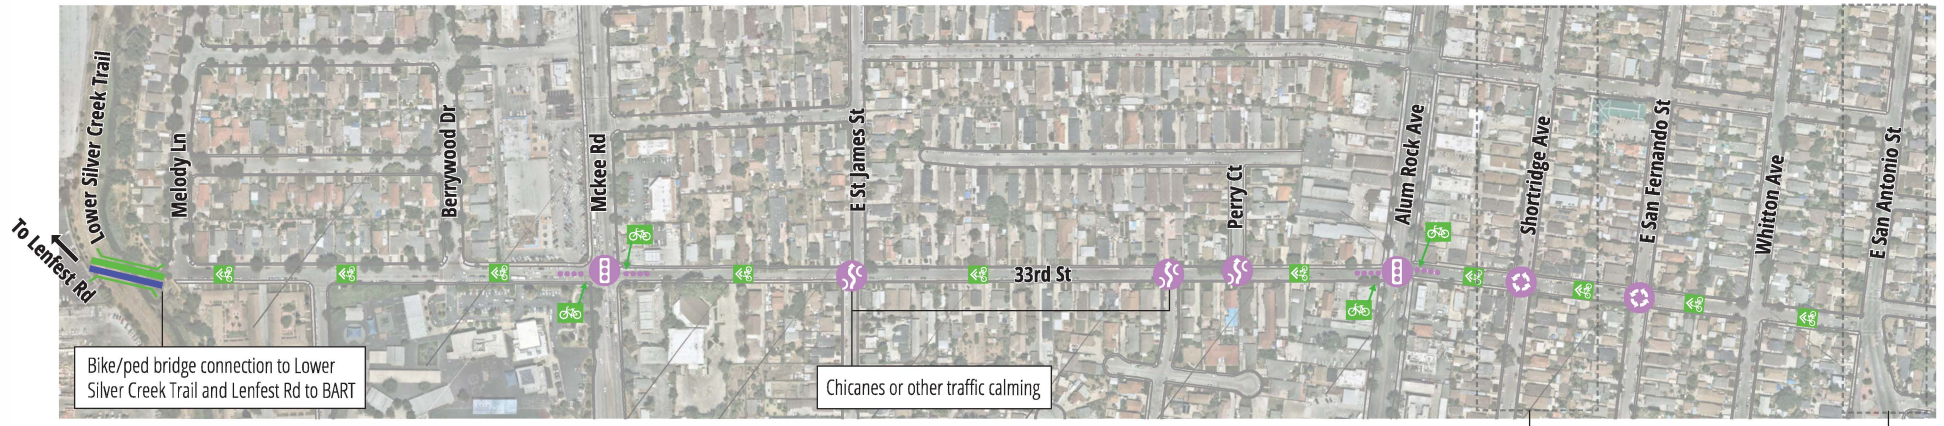 Lower Silver Creek Trail
To Lenfest Rd
Melody Ln
Berrywood Dr
Mckee Rd
E St James St
33rd St
Perry Ct
Alum Rock Ave
Shortridge Ave
E San Fernando St
Whitton Ave
E San Antonio St
Bike/ped bridge connection to Lower
Silver Creek Trail and Lenfest Rd to BART
Chicanes or other traffic calming